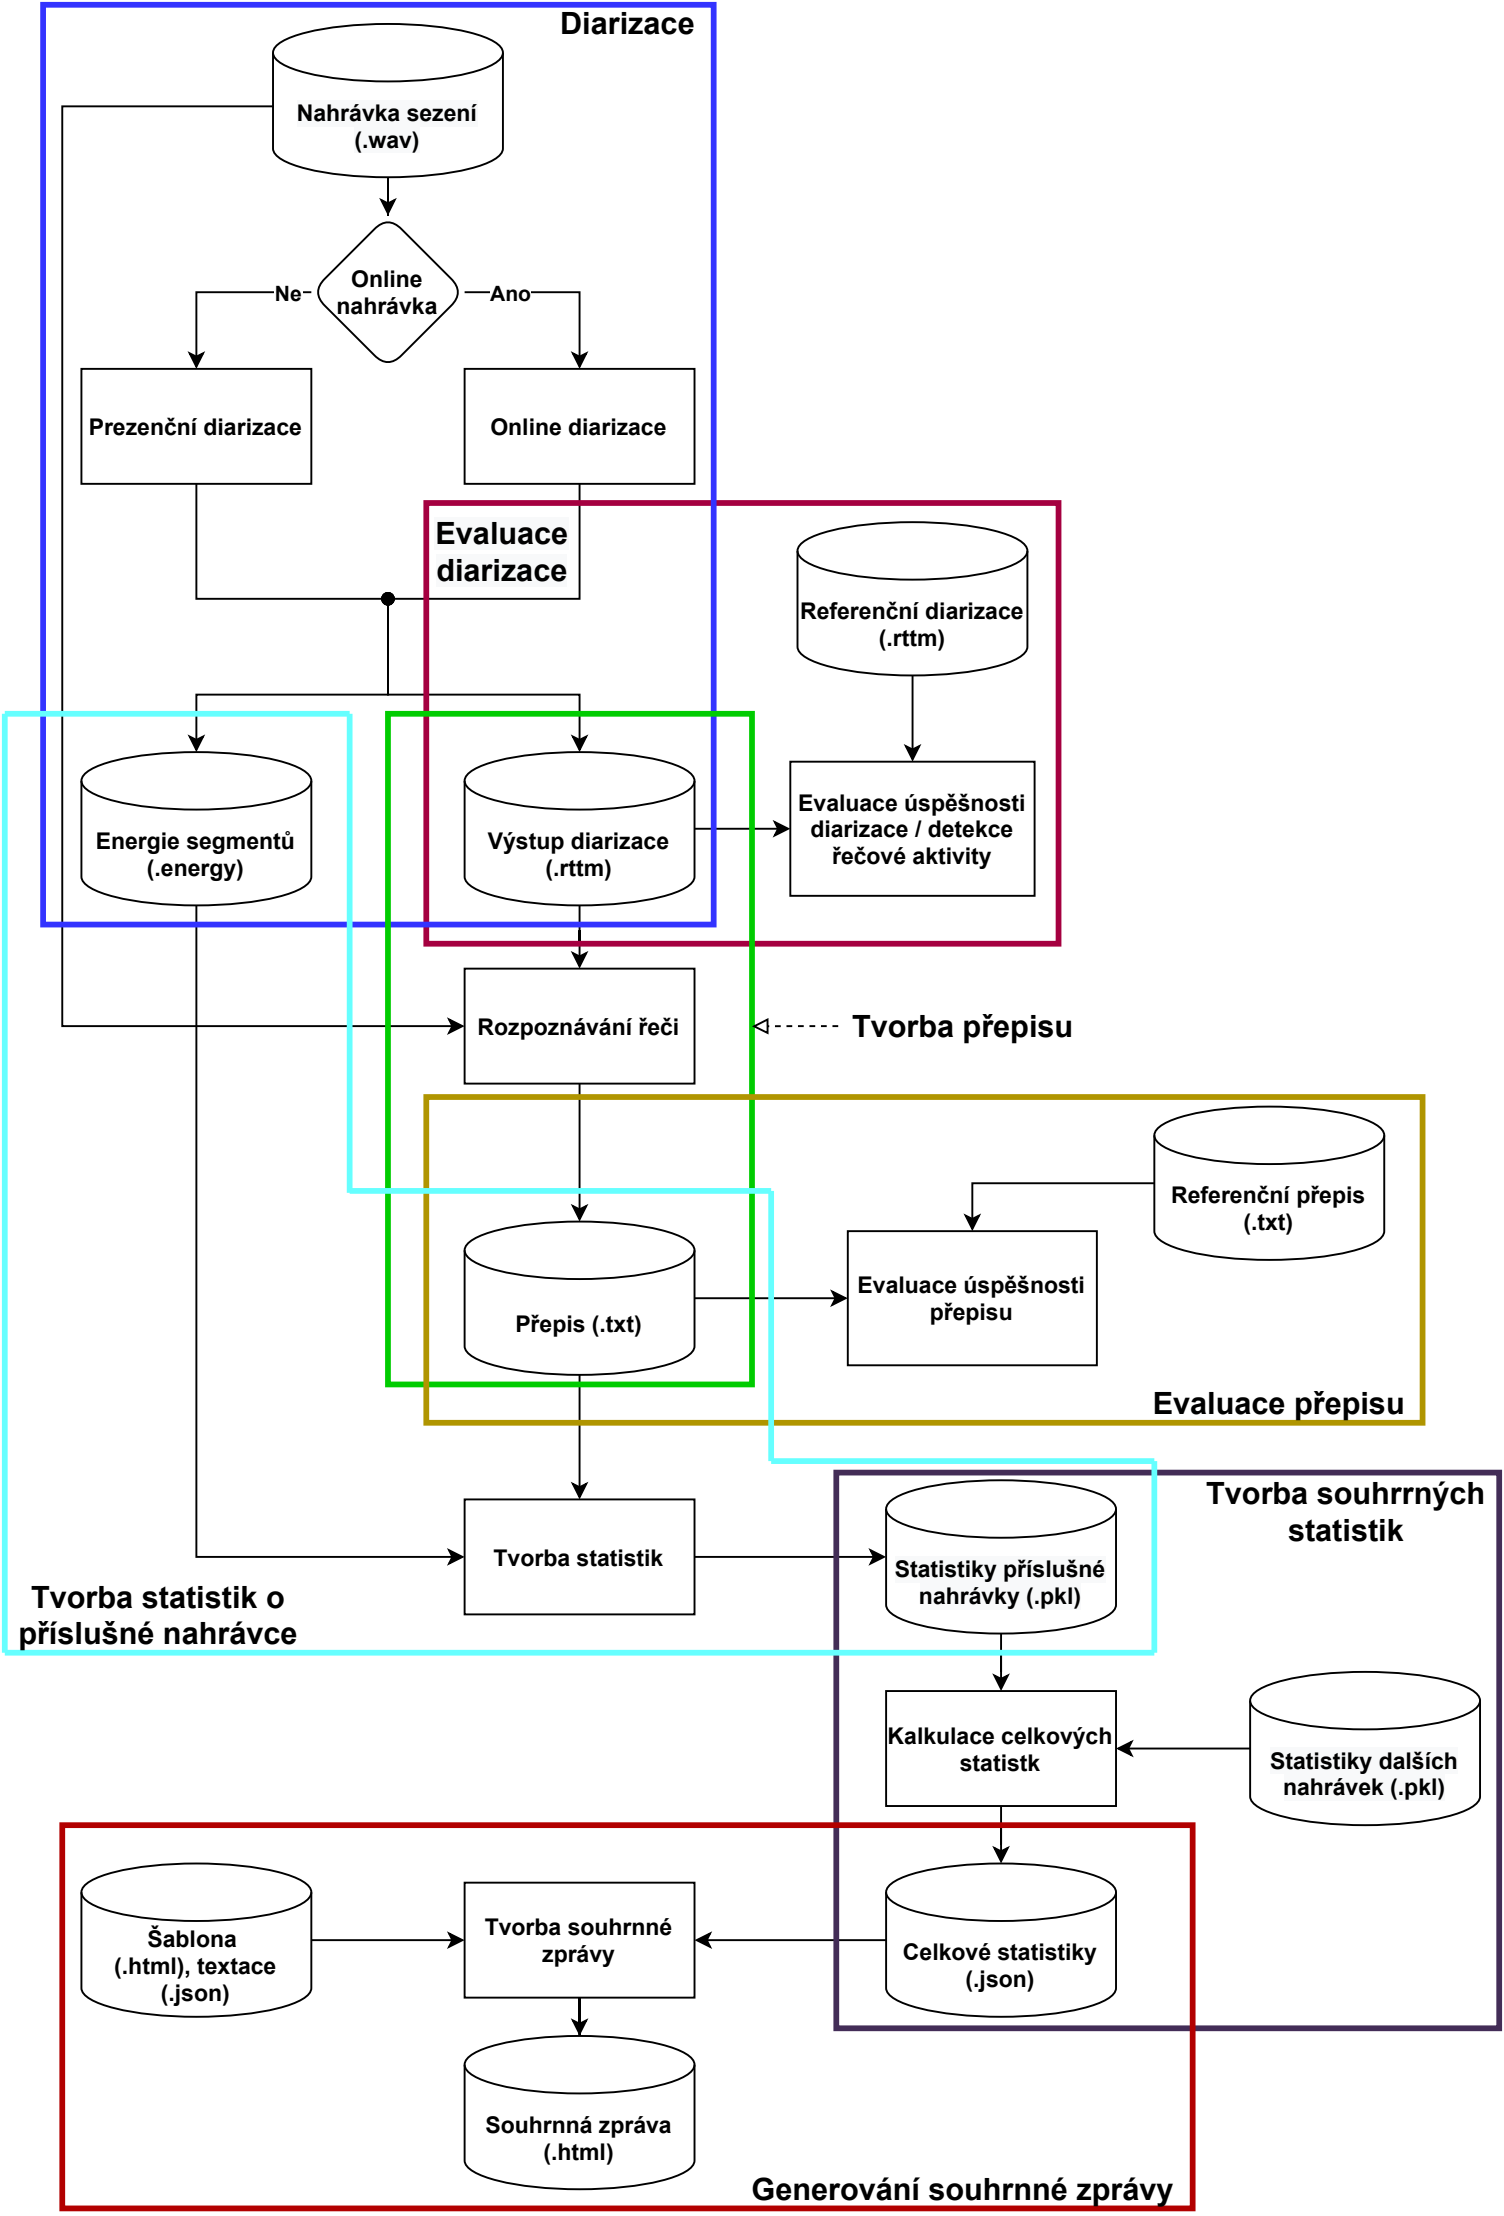 Diarizace
Nahrávka sezení
(.wav)
Online
nahrávka
Ne
Ano
Prezenční diarizace
Online diarizace
Evaluace
diarizace
Referenční diarizace
(.rttm)
Energie segmentů
(.energy)
Výstup diarizace
(.rttm)
Evaluace úspěšnosti
diarizace / detekce
řečové aktivity
Rozpoznávání řeči
Tvorba přepisu
Referenční přepis
(.txt)
Evaluace úspěšnosti
přepisu
Přepis (.txt)
Evaluace přepisu
Tvorba souhrrných
statistik
Tvorba statistik
Statistiky příslušné
nahrávky (.pkl)
Tvorba statistik o
příslušné nahrávce
Kalkulace celkových
statistk
Statistiky dalších
nahrávek (.pkl)
Šablona
(.html), textace
(.json)
Tvorba souhrnné
zprávy
Celkové statistiky
(.json)
Souhrnná zpráva
(.html)
Generování souhrnné zprávy